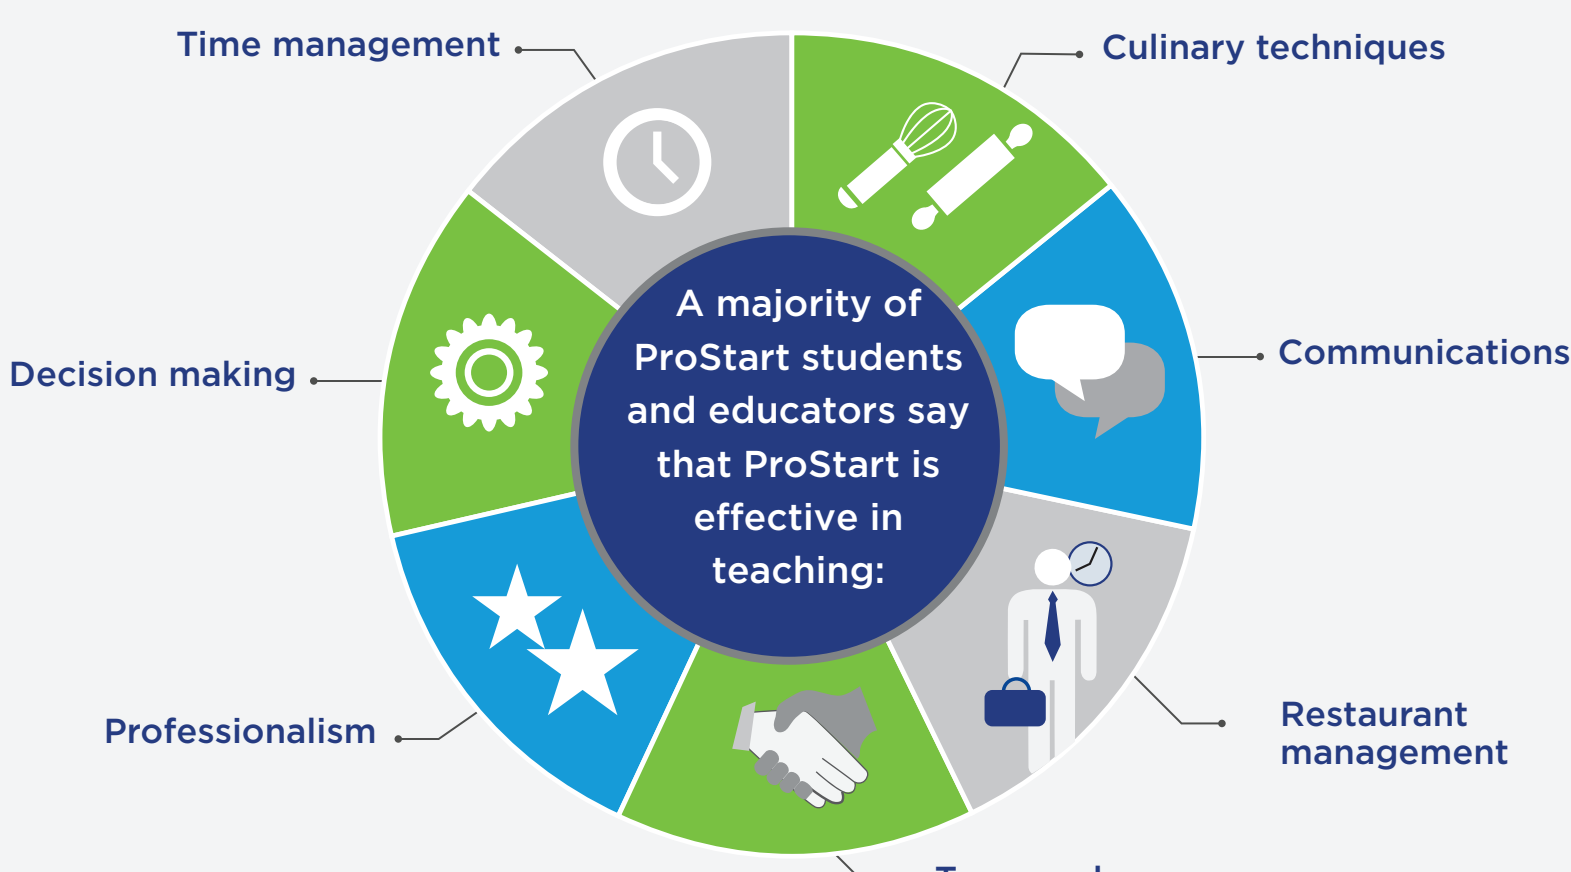 Time management
Culinary techniques
A majority of
ProStart students
and educators say
that ProStart is
effective in
teaching:
Decision making
Communications
Professionalism
Restaurant
management